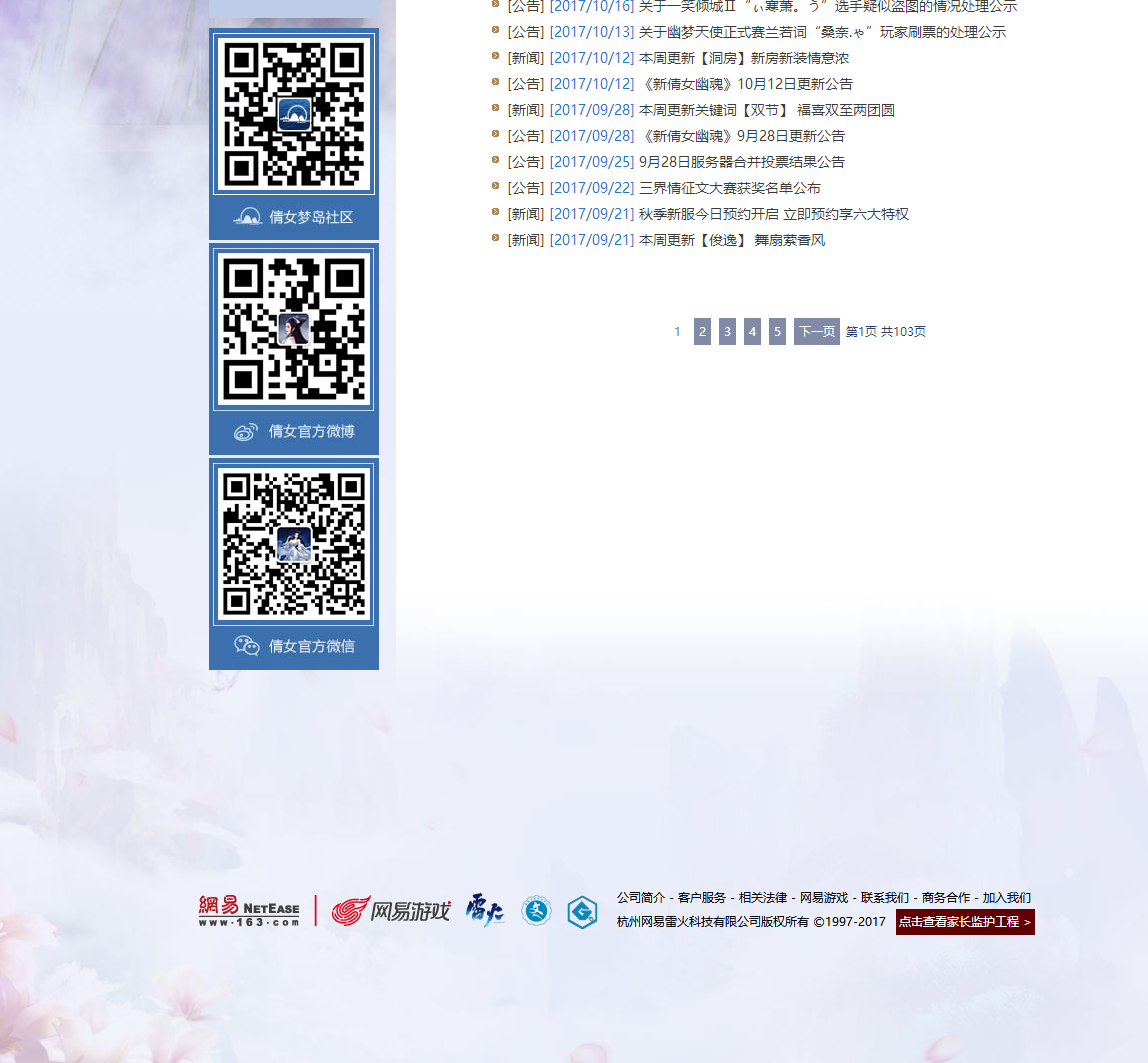 [公告] [2017/10/16] 关于一笑倾城Ⅱ“ぃ寒萧。う”选手疑似盗图的情况处理公示
[公告] [2017/10/13] 关于幽梦天使正式赛兰若词“桑奈.ゃ”玩家刷票的处理公示
[新闻] [2017/10/12] 本周更新【洞房】新房新装情意浓
[公告] [2017/10/12] 《新倩女幽魂》10月12日更新公告
[新闻] [2017/09/28] 本周更新关键词【双节】 福喜双至两团圆
[公告] [2017/09/28] 《新倩女幽魂》9月28日更新公告
[公告] [2017/09/25] 9月28日服务器合并投票结果公告
[公告] [2017/09/22] 三界情征文大赛获奖名单公布
[新闻] [2017/09/21] 秋季新服今日预约开启 立即预约享六大特权
[新闻] [2017/09/21] 本周更新【俊逸】 舞扇萦香风
1 2 3 4 5 下一页 第1页 共103页
倩女梦岛社区
倩女官方微博
倩女官方微信
網易 NETEASE
www.163.com
网易游戏
雷火
文
G
公司简介 - 客户服务 - 相关法律 - 网易游戏 - 联系我们 - 商务合作 - 加入我们
杭州网易雷火科技有限公司版权所有 ©1997-2017 点击查看家长监护工程 >